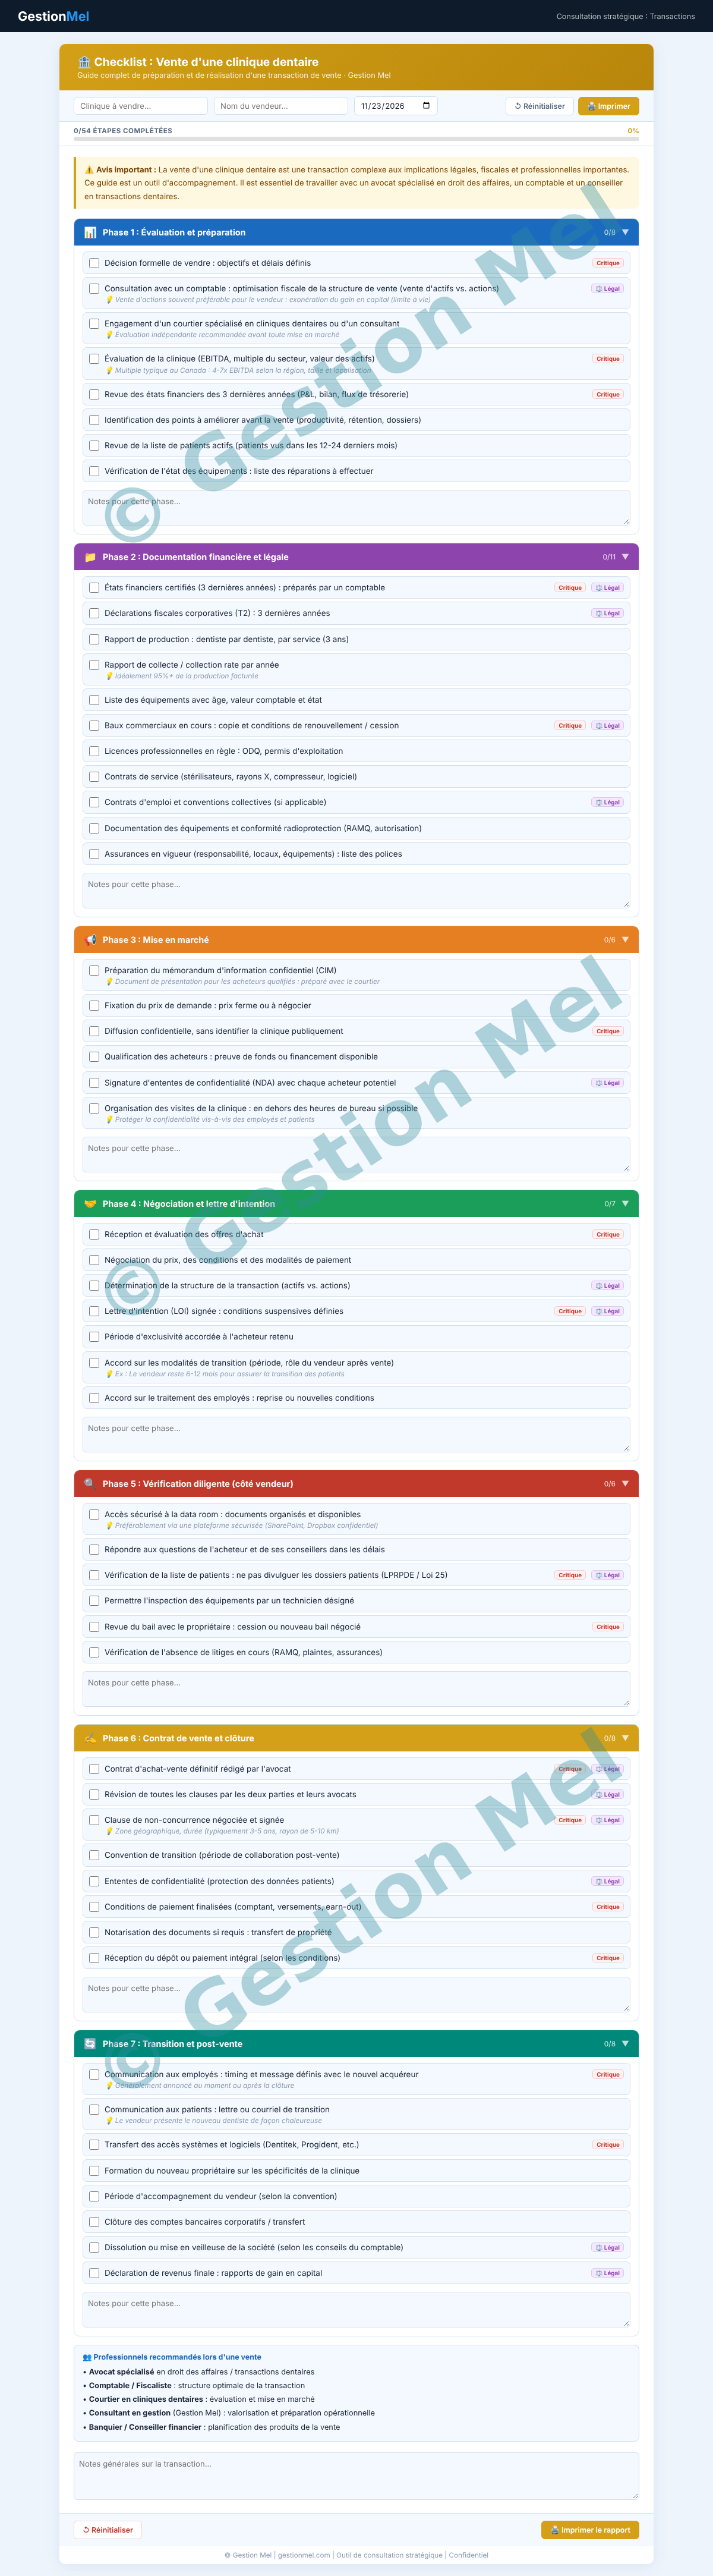 GestionMel
Consultation stratégique : Transactions
🏦 Checklist : Vente d'une clinique dentaire
Guide complet de préparation et de réalisation d'une transaction de vente · Gestion Mel
Clinique à vendre...
Nom du vendeur...
11/23/2026
↺ Réinitialiser
🖨️ Imprimer
0/54 ÉTAPES COMPLÉTÉES
0%
⚠️ Avis important : La vente d'une clinique dentaire est une transaction complexe aux implications légales, fiscales et professionnelles importantes.
Ce guide est un outil d'accompagnement. Il est essentiel de travailler avec un avocat spécialisé en droit des affaires, un comptable et un conseiller
en transactions dentaires.
📊 Phase 1 : Évaluation et préparation
0/8 ▼
Décision formelle de vendre : objectifs et délais définis
Critique
Consultation avec un comptable : optimisation fiscale de la structure de vente (vente d'actifs vs. actions)
⚖️ Légal
💡 Vente d'actions souvent préférable pour le vendeur : exonération du gain en capital (limite à vie)
Engagement d'un courtier spécialisé en cliniques dentaires ou d'un consultant
💡 Évaluation indépendante recommandée avant toute mise en marché
Évaluation de la clinique (EBITDA, multiple du secteur, valeur des actifs)
Critique
💡 Multiple typique au Canada : 4-7x EBITDA selon la région, taille et localisation
Revue des états financiers des 3 dernières années (P&L, bilan, flux de trésorerie)
Critique
Identification des points à améliorer avant la vente (productivité, rétention, dossiers)
Revue de la liste de patients actifs (patients vus dans les 12-24 derniers mois)
Vérification de l'état des équipements : liste des réparations à effectuer
Notes pour cette phase...
📁 Phase 2 : Documentation financière et légale
0/11 ▼
États financiers certifiés (3 dernières années) : préparés par un comptable
Critique ⚖️ Légal
Déclarations fiscales corporatives (T2) : 3 dernières années
⚖️ Légal
Rapport de production : dentiste par dentiste, par service (3 ans)
Rapport de collecte / collection rate par année
💡 Idéalement 95%+ de la production facturée
Liste des équipements avec âge, valeur comptable et état
Baux commerciaux en cours : copie et conditions de renouvellement / cession
Critique ⚖️ Légal
Licences professionnelles en règle : ODQ, permis d'exploitation
Contrats de service (stérilisateurs, rayons X, compresseur, logiciel)
Contrats d'emploi et conventions collectives (si applicable)
⚖️ Légal
Documentation des équipements et conformité radioprotection (RAMQ, autorisation)
Assurances en vigueur (responsabilité, locaux, équipements) : liste des polices
Notes pour cette phase...
📢 Phase 3 : Mise en marché
0/6 ▼
Préparation du mémorandum d'information confidentiel (CIM)
💡 Document de présentation pour les acheteurs qualifiés : préparé avec le courtier
Fixation du prix de demande : prix ferme ou à négocier
Diffusion confidentielle, sans identifier la clinique publiquement
Critique
Qualification des acheteurs : preuve de fonds ou financement disponible
Signature d'ententes de confidentialité (NDA) avec chaque acheteur potentiel
⚖️ Légal
Organisation des visites de la clinique : en dehors des heures de bureau si possible
💡 Protéger la confidentialité vis-à-vis des employés et patients
Notes pour cette phase...
🤝 Phase 4 : Négociation et lettre d'intention
0/7 ▼
Réception et évaluation des offres d'achat
Critique
Négociation du prix, des conditions et des modalités de paiement
Détermination de la structure de la transaction (actifs vs. actions)
⚖️ Légal
Lettre d'intention (LOI) signée : conditions suspensives définies
Critique ⚖️ Légal
Période d'exclusivité accordée à l'acheteur retenu
Accord sur les modalités de transition (période, rôle du vendeur après vente)
💡 Ex : Le vendeur reste 6-12 mois pour assurer la transition des patients
Accord sur le traitement des employés : reprise ou nouvelles conditions
Notes pour cette phase...
🔍 Phase 5 : Vérification diligente (côté vendeur)
0/6 ▼
Accès sécurisé à la data room : documents organisés et disponibles
💡 Préférablement via une plateforme sécurisée (SharePoint, Dropbox confidentiel)
Répondre aux questions de l'acheteur et de ses conseillers dans les délais
Vérification de la liste de patients : ne pas divulguer les dossiers patients (LPRPDE / Loi 25)
Critique ⚖️ Légal
Permettre l'inspection des équipements par un technicien désigné
Revue du bail avec le propriétaire : cession ou nouveau bail négocié
Critique
Vérification de l'absence de litiges en cours (RAMQ, plaintes, assurances)
Notes pour cette phase...
✍️ Phase 6 : Contrat de vente et clôture
0/8 ▼
Contrat d'achat-vente définitif rédigé par l'avocat
Critique ⚖️ Légal
Révision de toutes les clauses par les deux parties et leurs avocats
⚖️ Légal
Clause de non-concurrence négociée et signée
Critique ⚖️ Légal
💡 Zone géographique, durée (typiquement 3-5 ans, rayon de 5-10 km)
Convention de transition (période de collaboration post-vente)
Ententes de confidentialité (protection des données patients)
⚖️ Légal
Conditions de paiement finalisées (comptant, versements, earn-out)
Critique
Notarisation des documents si requis : transfert de propriété
Réception du dépôt ou paiement intégral (selon les conditions)
Critique
Notes pour cette phase...
🔄 Phase 7 : Transition et post-vente
0/8 ▼
Communication aux employés : timing et message définis avec le nouvel acquéreur
Critique
💡 Généralement annoncé au moment ou après la clôture
Communication aux patients : lettre ou courriel de transition
💡 Le vendeur présente le nouveau dentiste de façon chaleureuse
Transfert des accès systèmes et logiciels (Dentitek, Progident, etc.)
Critique
Formation du nouveau propriétaire sur les spécificités de la clinique
Période d'accompagnement du vendeur (selon la convention)
Clôture des comptes bancaires corporatifs / transfert
Dissolution ou mise en veilleuse de la société (selon les conseils du comptable)
⚖️ Légal
Déclaration de revenus finale : rapports de gain en capital
⚖️ Légal
Notes pour cette phase...
👥 Professionnels recommandés lors d'une vente
• Avocat spécialisé en droit des affaires / transactions dentaires
• Comptable / Fiscaliste : structure optimale de la transaction
• Courtier en cliniques dentaires : évaluation et mise en marché
• Consultant en gestion (Gestion Mel) : valorisation et préparation opérationnelle
• Banquier / Conseiller financier : planification des produits de la vente
Notes générales sur la transaction...
↺ Réinitialiser
🖨️ Imprimer le rapport
© Gestion Mel | gestionmel.com | Outil de consultation stratégique | Confidentiel
© Gestion Mel
© Gestion Mel
© Gestion Mel